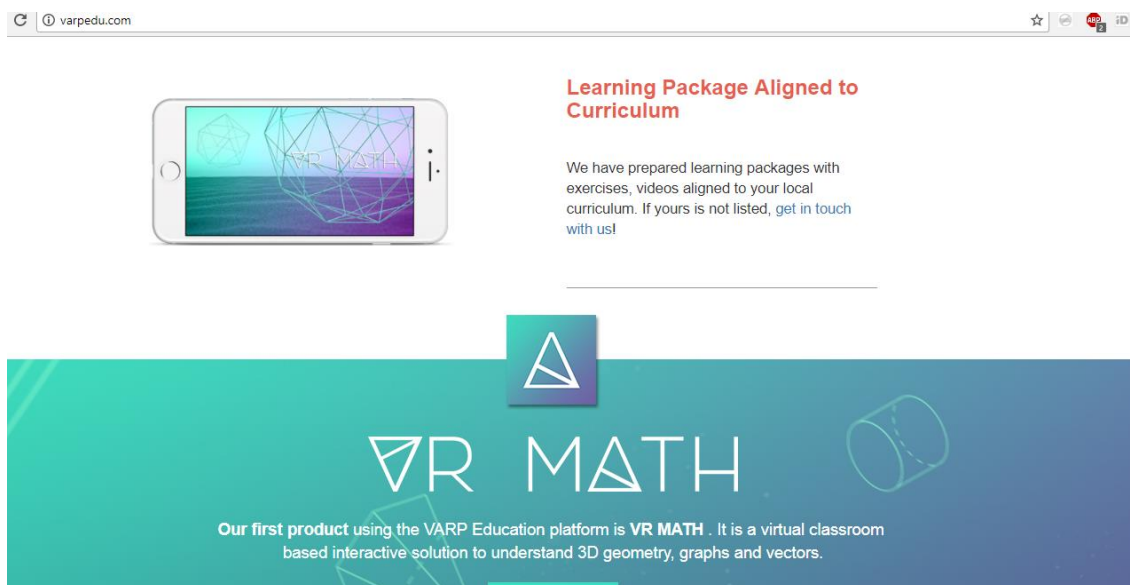 varpedu.com
ABP
2
iD
Learning Package Aligned to
Curriculum
VR MATH
We have prepared learning packages with
exercises, videos aligned to your local
curriculum. If yours is not listed, get in touch
with us!
VR MATH
Our first product using the VARP Education platform is VR MATH . It is a virtual classroom
based interactive solution to understand 3D geometry, graphs and vectors.